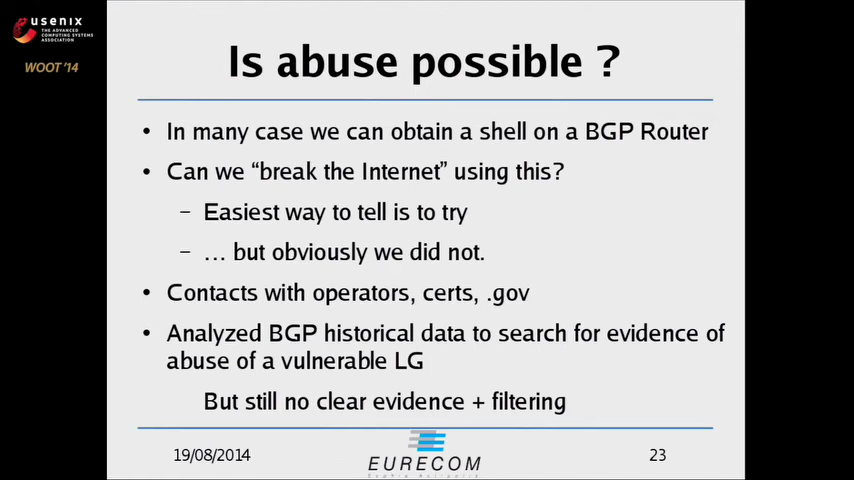 usenix
THE ADVANCED
COMPUTING SYSTEMS
ASSOCIATION
WOOT '14
Is abuse possible ?
• In many case we can obtain a shell on a BGP Router
• Can we “break the Internet” using this?
– Easiest way to tell is to try
– … but obviously we did not.
• Contacts with operators, certs, .gov
• Analyzed BGP historical data to search for evidence of
abuse of a vulnerable LG
But still no clear evidence + filtering
19/08/2014
EURECOM
Sophia Antipolis
23